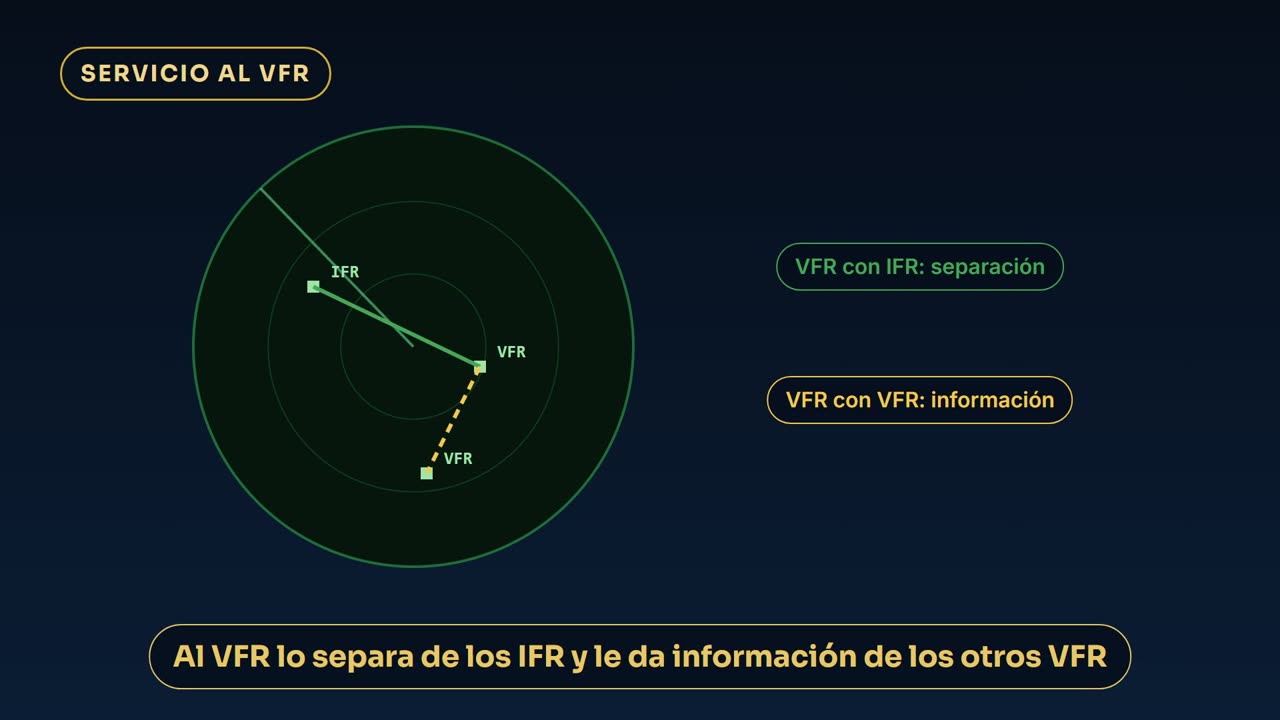 SERVICIO AL VFR
IFR
VFR
VFR
VFR con IFR: separación
VFR con VFR: información
Al VFR lo separa de los IFR y le da información de los otros VFR